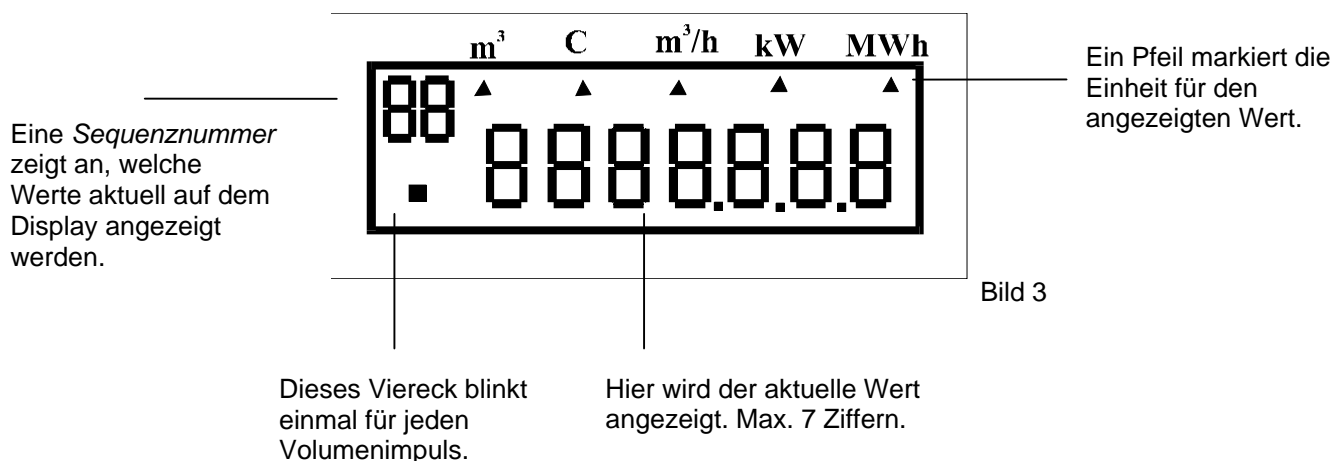 m³ C m³/h kW MWh
88
8888.8.8.8
Ein Pfeil markiert die
Einheit für den
angezeigten Wert.
Eine Sequenznummer
zeigt an, welche
Werte aktuell auf dem
Display angezeigt
werden.
Bild 3
Dieses Viereck blinkt
einmal für jeden
Volumenimpuls.
Hier wird der aktuelle Wert
angezeigt. Max. 7 Ziffern.